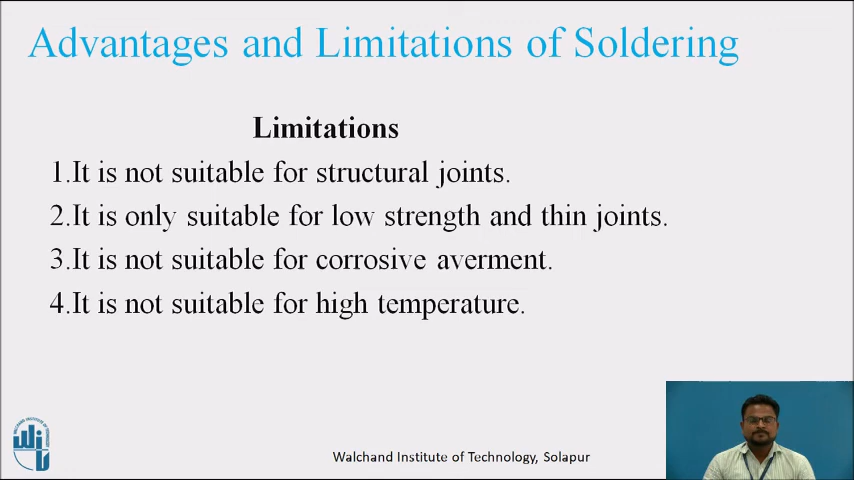 Advantages and Limitations of Soldering
Limitations
1.It is not suitable for structural joints.
2.It is only suitable for low strength and thin joints.
3.It is not suitable for corrosive averment.
4.It is not suitable for high temperature.
Walchand Institute of Technology, Solapur